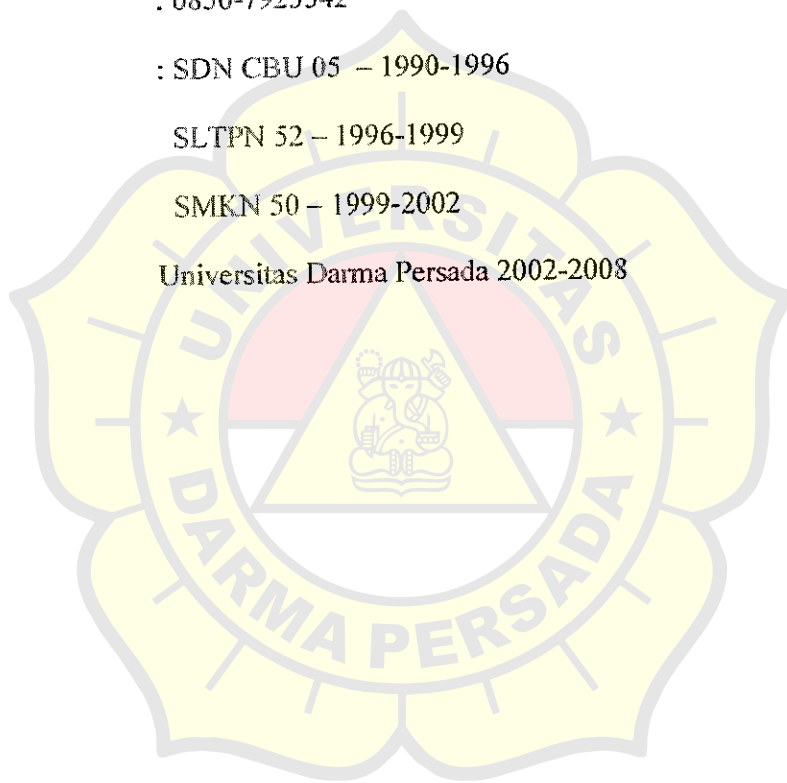 : SDN CBU 05 – 1990-1996
SLTPN 52 – 1996-1999
SMKN 50 – 1999-2002
Universitas Darma Persada 2002-2008
UNIVERSITAS
DARMA PERSADA